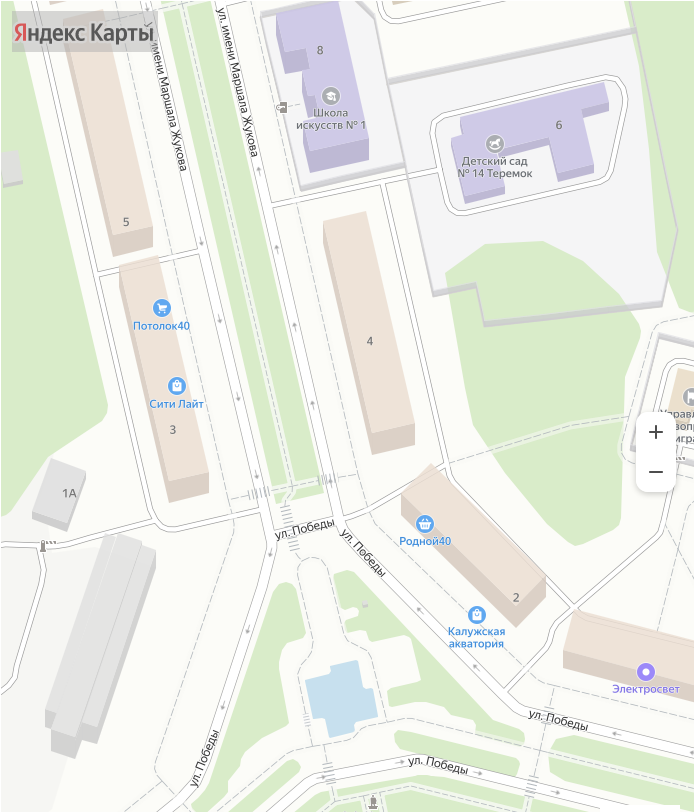 Яндекс Карты
ул. имени Маршала Жукова
ул. имени Маршала Жукова
8
Школа
искусств № 1
6
Детский сад
№ 14 Теремок
5
Потолок40
4
Сити Лайт
3
1А
ул. Победы
ул. Победы
Родной40
2
Калужская
акватория
Электросвет
ул. Победы
ул. Победы
ул. Победы
+
−